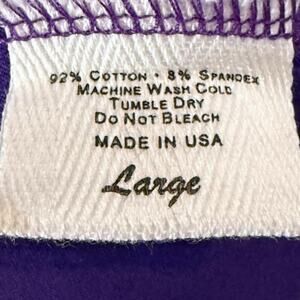 92% COTTON • 8% SPANDEX
MACHINE WASH COLD
TUMBLE DRY
DO NOT BLEACH
MADE IN USA
Large